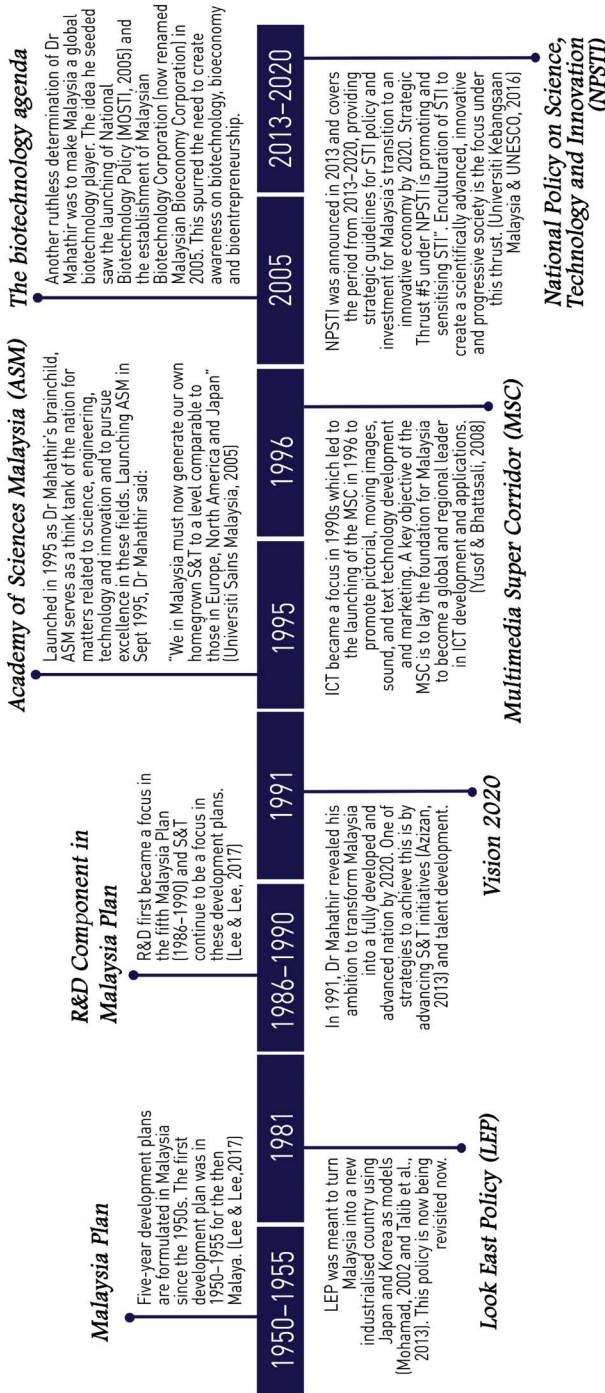 Malaysia Plan
Five-year development plans
are formulated in Malaysia
since the 1950s. The first
development plan was in
1950–1955 for the then
Malaya. (Lee & Lee,2017)
1950–1955
1981
LEP was meant to turn
Malaysia into a new
industrialised country using
Japan and Korea as models
(Mohamad, 2002 and Talib et al.,
2013). This policy is now being
revisited now.
Look East Policy (LEP)
R&D Component in
Malaysia Plan
R&D first became a focus in
the fifth Malaysia Plan
(1986–1990) and S&T
continue to be a focus in
these development plans.
(Lee & Lee, 2017)
1986–1990
1991
In 1991, Dr Mahathir revealed his
ambition to transform Malaysia
into a fully developed and
advanced nation by 2020. One of
strategies to achieve this is by
advancing S&T initiatives (Azizan,
2013) and talent development.
Vision 2020
Academy of Sciences Malaysia (ASM)
Launched in 1995 as Dr Mahathir's brainchild,
ASM serves as a think tank of the nation for
matters related to science, engineering,
technology and innovation and to pursue
excellence in these fields. Launching ASM in
Sept 1995, Dr Mahathir said:
“We in Malaysia must now generate our own
homegrown S&T to a level comparable to
those in Europe, North America and Japan”
(Universiti Sains Malaysia, 2005)
1995
1996
ICT became a focus in 1990s which led to
the launching of the MSC in 1996 to
promote pictorial, moving images,
sound, and text technology development
and marketing. A key objective of the
MSC is to lay the foundation for Malaysia
to become a global and regional leader
in ICT development and applications.
(Yusof & Bhattasali, 2008)
Multimedia Super Corridor (MSC)
The biotechnology agenda
Another ruthless determination of Dr
Mahathir was to make Malaysia a global
biotechnology player. The idea he seeded
saw the launching of National
Biotechnology Policy (MOSTI, 2005) and
the establishment of Malaysian
Biotechnology Corporation (now renamed
Malaysian Bioeconomy Corporation) in
2005. This spurred the need to create
awareness on biotechnology, bioeconomy
and bioentrepreneurship.
2005
2013–2020
NPSTI was announced in 2013 and covers
the period from 2013–2020, providing
strategic guidelines for STI policy and
investment for Malaysia's transition to an
innovative economy by 2020. Strategic
Thrust #5 under NPSTI is promoting and
sensitising STI”. Enculturation of STI to
create a scientifically advanced, innovative
and progressive society is the focus under
this thrust. (Universiti Kebangsaan
Malaysia & UNESCO, 2016)
National Policy on Science,
Technology and Innovation
(NPSTI)